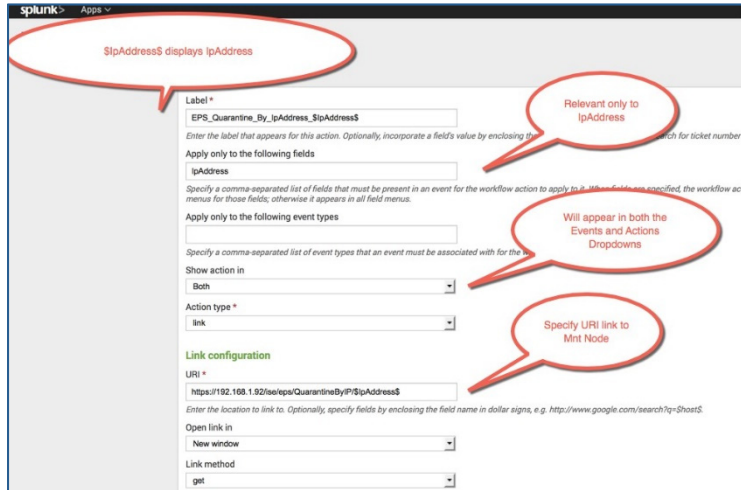 splunk> Apps
$IpAddress$ displays IpAddress
Label *
EPS_Quarantine_By_IpAddress_$IpAddress$
Relevant only to
IpAddress
Enter the label that appears for this action. Optionally, incorporate a field's value by enclosing the
rch for ticket number
Apply only to the following fields
IpAddress
Specify a comma-separated list of fields that must be present in an event for the workflow action to apply to it. When fields are specified, the workflow ac
menus for those fields; otherwise it appears in all field menus.
Apply only to the following event types
Will appear in both the
Events and Actions
Dropdowns
Specify a comma-separated list of event types that an event must be associated with for the
Show action in
Both
Action type *
link
Specify URI link to
Mnt Node
Link configuration
URI *
https://192.168.1.92/ise/eps/QuarantineByIP/$IpAddress$
Enter the location to link to. Optionally, specify fields by enclosing the field name in dollar signs, e.g. http://www.google.com/search?q=$host$.
Open link in
New window
Link method
get